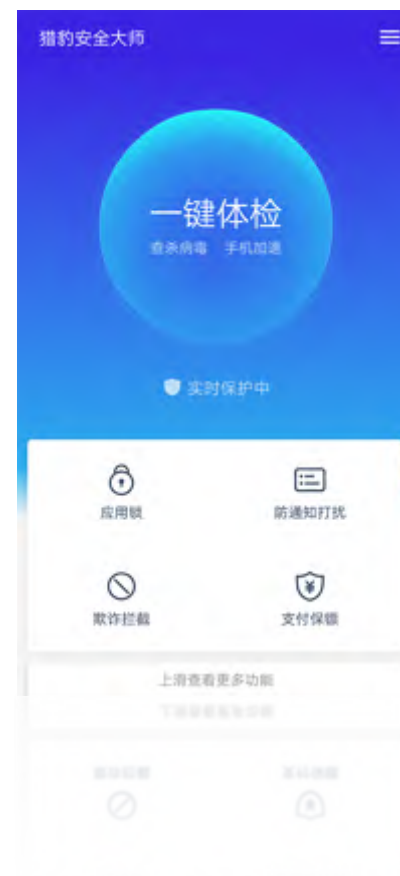 猎豹安全大师
一键体检
查杀病毒 手机加速
实时保护中
应用锁 防通知打扰
欺诈拦截 支付保镖
上滑查看更多功能